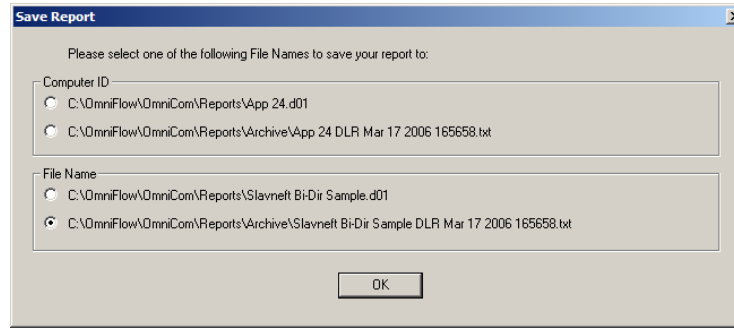 Save Report
Please select one of the following File Names to save your report to:
Computer ID
C:\OmniFlow\OmniCom\Reports\App 24.d01
C:\OmniFlow\OmniCom\Reports\Archive\App 24 DLR Mar 17 2006 165658.txt
File Name
C:\OmniFlow\OmniCom\Reports\Slavneft Bi-Dir Sample.d01
C:\OmniFlow\OmniCom\Reports\Archive\Slavneft Bi-Dir Sample DLR Mar 17 2006 165658.txt
OK